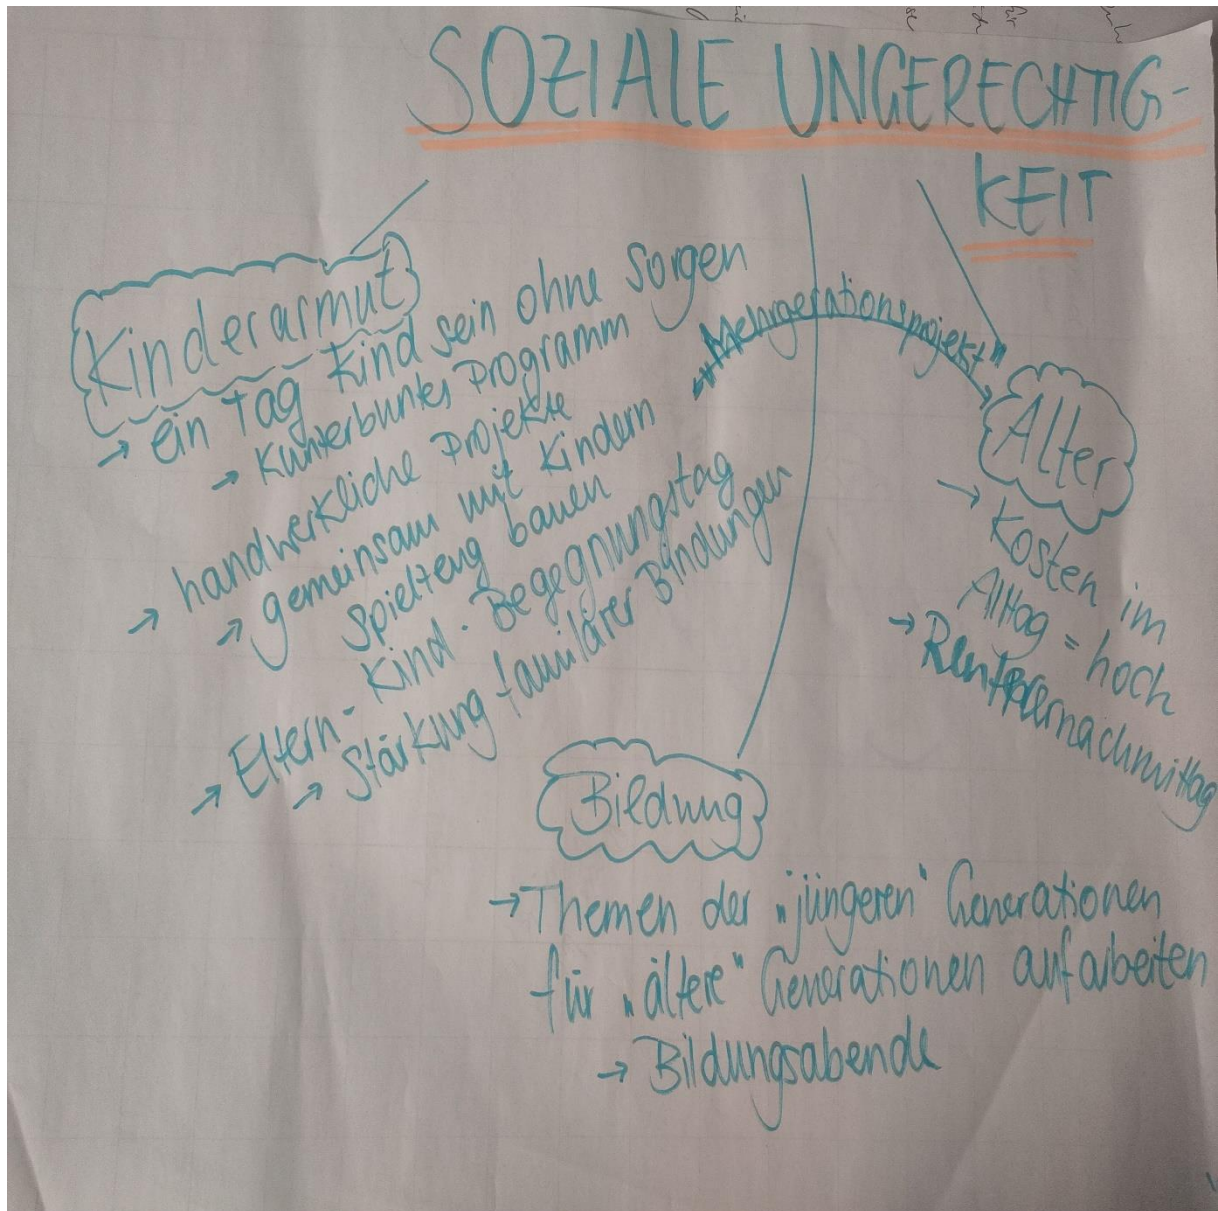 SOZIALE UNGERECHTIG-
KEIT
Kinderarmut
→ ein Tag Kind sein ohne Sorgen
→ Kunterbuntes Programm
→ handwerkliche Projekte
→ gemeinsam mit Kindern
Spielzeug bauen
→ Eltern-Kind-Begegnungstag
→ Stärkung familärer Bindungen
"Mehrgerationsprojekt"
Alter
→ Kosten im
Alltag = hoch
→ Rentnernachmittag
Bildung
→ Themen der „jüngeren" Generationen
für „ältere" Generationen aufarbeiten
→ Bildungsabende